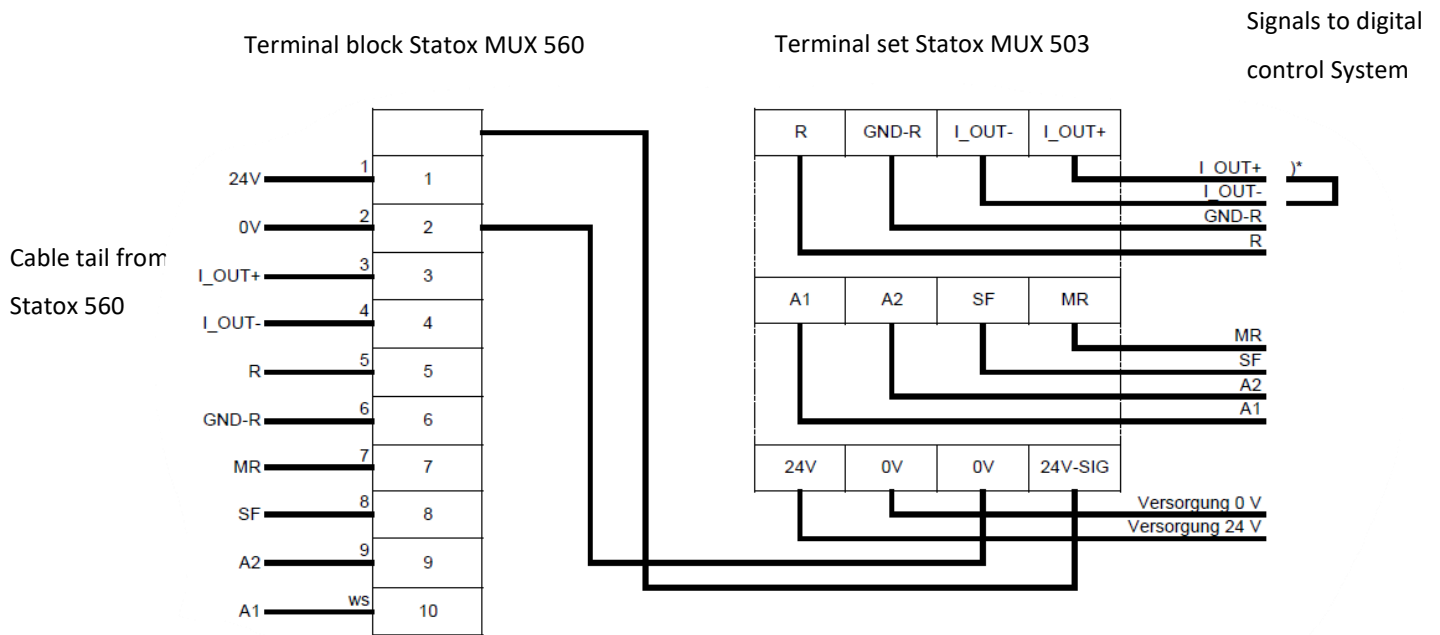 Terminal block Statox MUX 560
Terminal set Statox MUX 503
Signals to digital
control System
Cable tail from
Statox 560
24V 1 1
0V 2 2
I_OUT+ 3 3
I_OUT- 4 4
R 5 5
GND-R 6 6
MR 7 7
SF 8 8
A2 9 9
A1 ws 10
R GND-R I_OUT- I_OUT+
I_OUT+ )*
I_OUT-
GND-R
R
A1 A2 SF MR
MR
SF
A2
A1
24V 0V 0V 24V-SIG
Versorgung 0 V
Versorgung 24 V